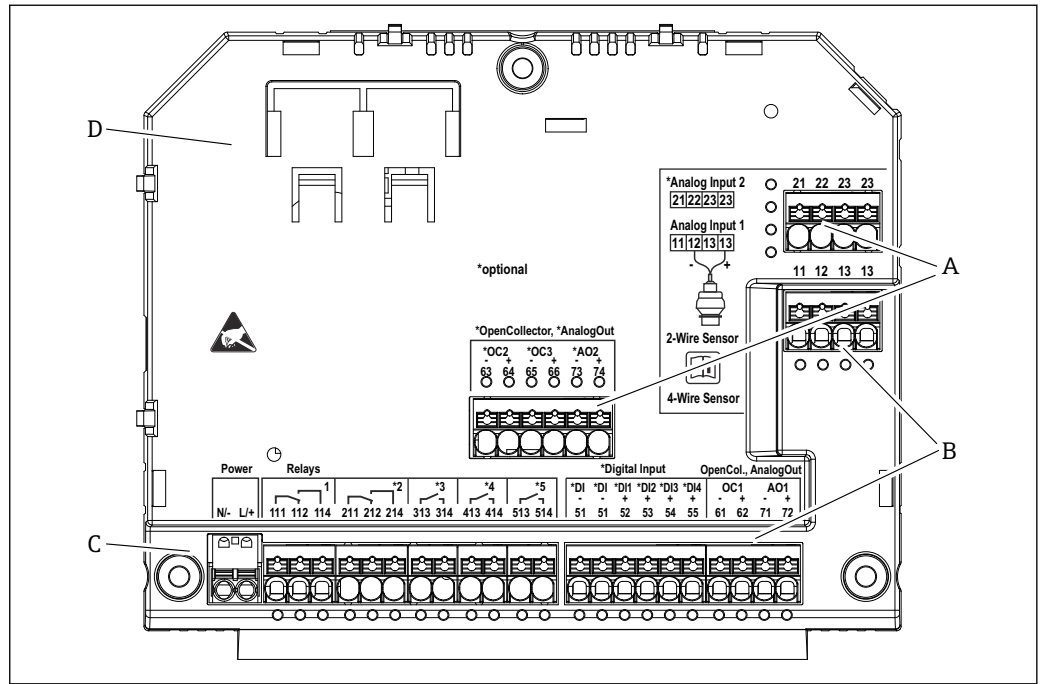 D
*Analog Input 2
21 22 23 23
21 22 23 23
Analog Input 1
11 12 13 13
- +
A
11 12 13 13
*optional
2-Wire Sensor
4-Wire Sensor
*OpenCollector, *AnalogOut
*OC2 *OC3 *AO2
- + - + - +
63 64 65 66 73 74
B
Power Relays *Digital Input OpenCol., AnalogOut
1 *2 *3 *4 *5
*DI *DI *DI1 *DI2 *DI3 *DI4 OC1 AO1
- - + + + + - + - +
N/- L/+ 111 112 114 211 212 214 313 314 413 414 513 514 51 51 52 53 54 55 61 62 71 72
C